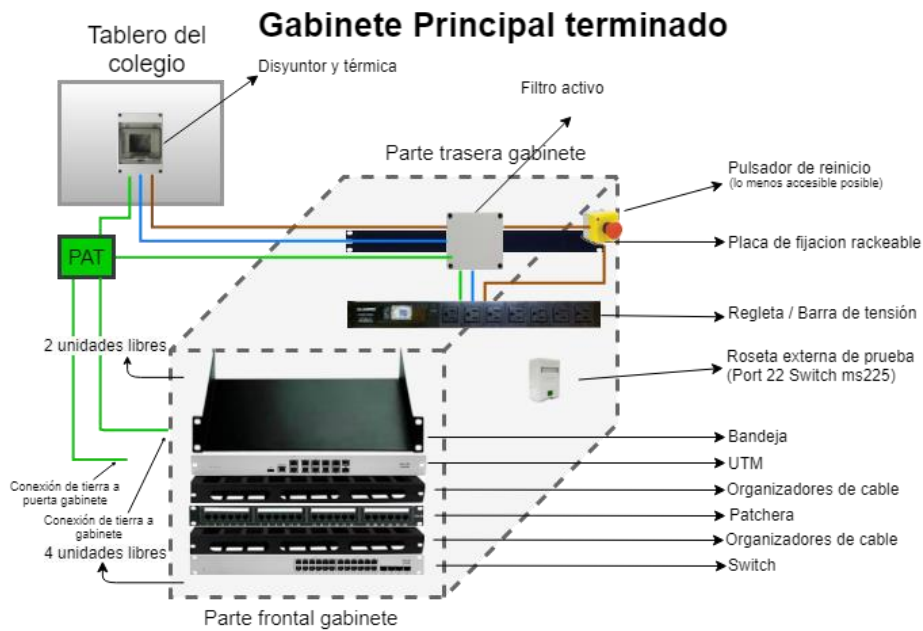 Gabinete Principal terminado
Tablero del
colegio
Disyuntor y térmica
Filtro activo
Parte trasera gabinete
Pulsador de reinicio
(lo menos accesible posible)
Placa de fijacion rackeable
PAT
Regleta / Barra de tensión
2 unidades libres
Roseta externa de prueba
(Port 22 Switch ms225)
Bandeja
UTM
Conexión de tierra a
puerta gabinete
Organizadores de cable
Patchera
Conexión de tierra a
gabinete
Organizadores de cable
4 unidades libres
Switch
Parte frontal gabinete